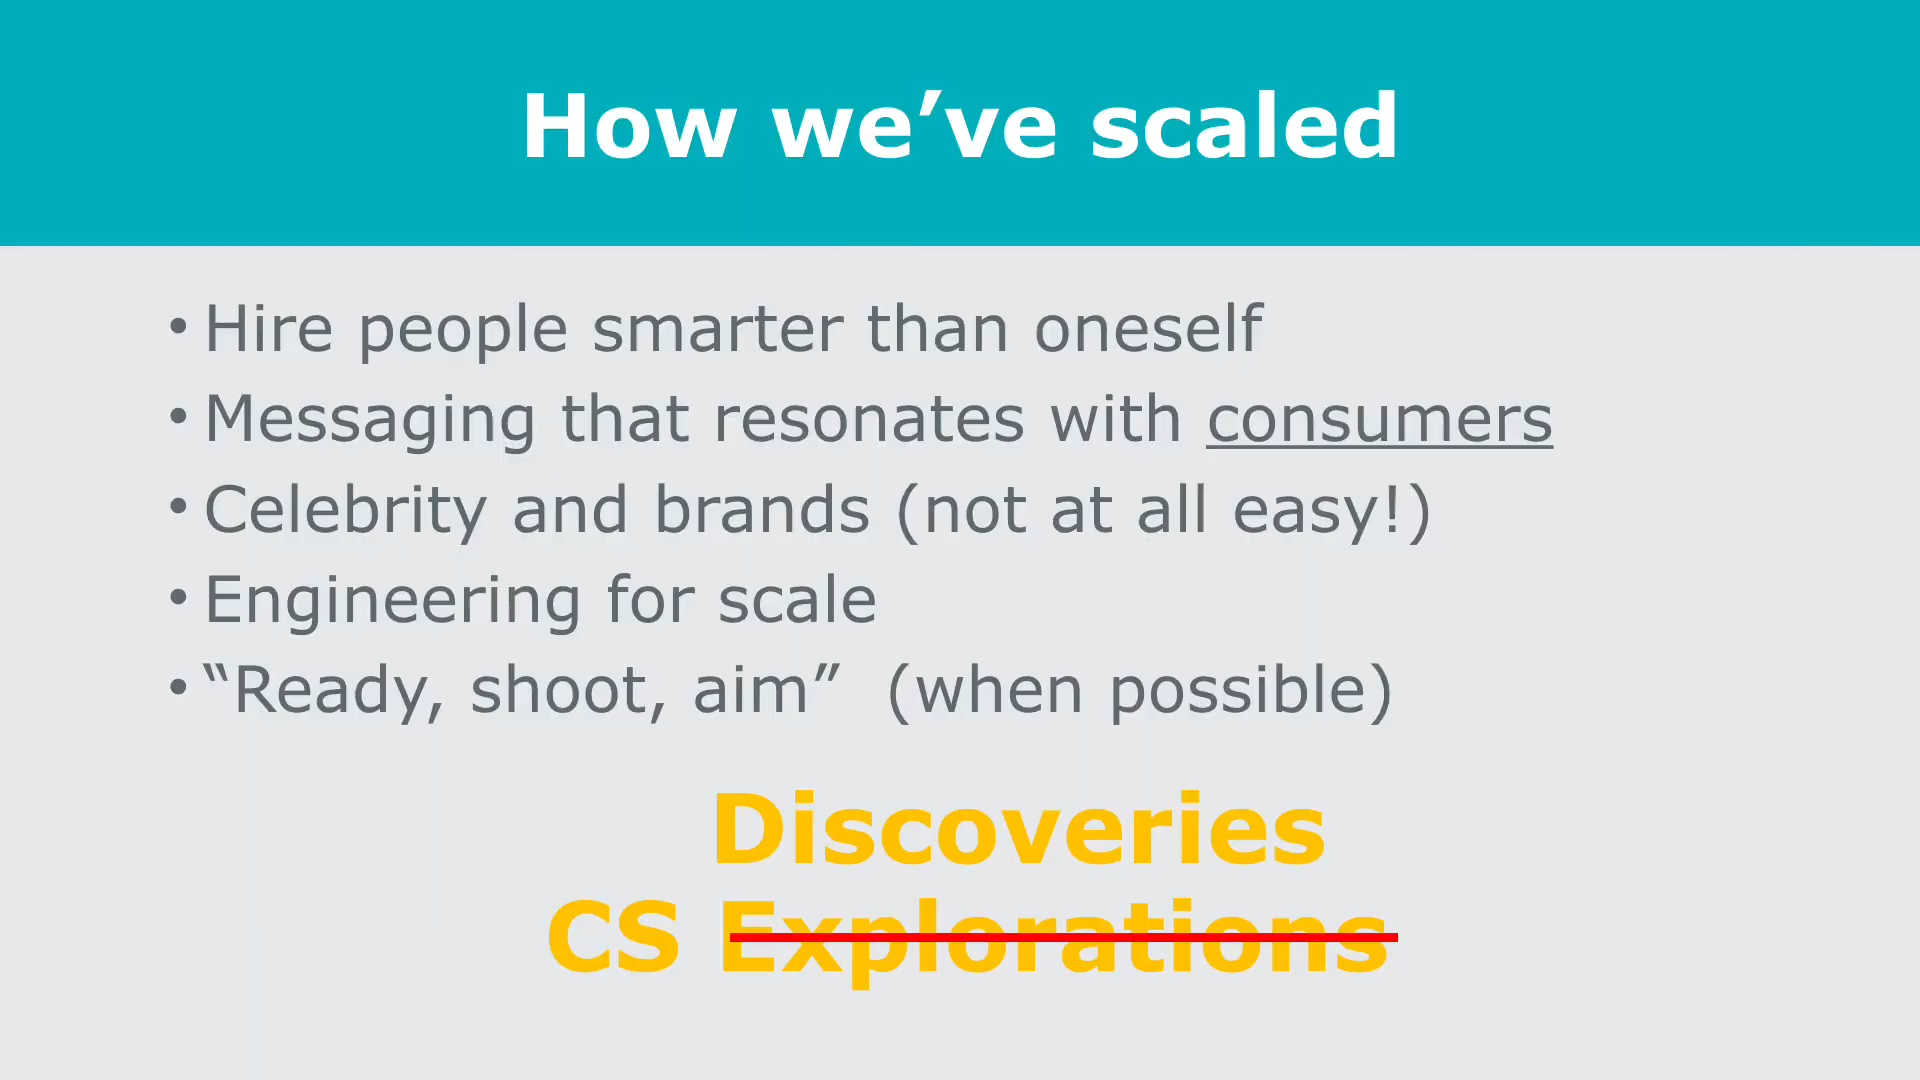 How we’ve scaled
• Hire people smarter than oneself
• Messaging that resonates with consumers
• Celebrity and brands (not at all easy!)
• Engineering for scale
• “Ready, shoot, aim”  (when possible)
Discoveries
CS Explorations